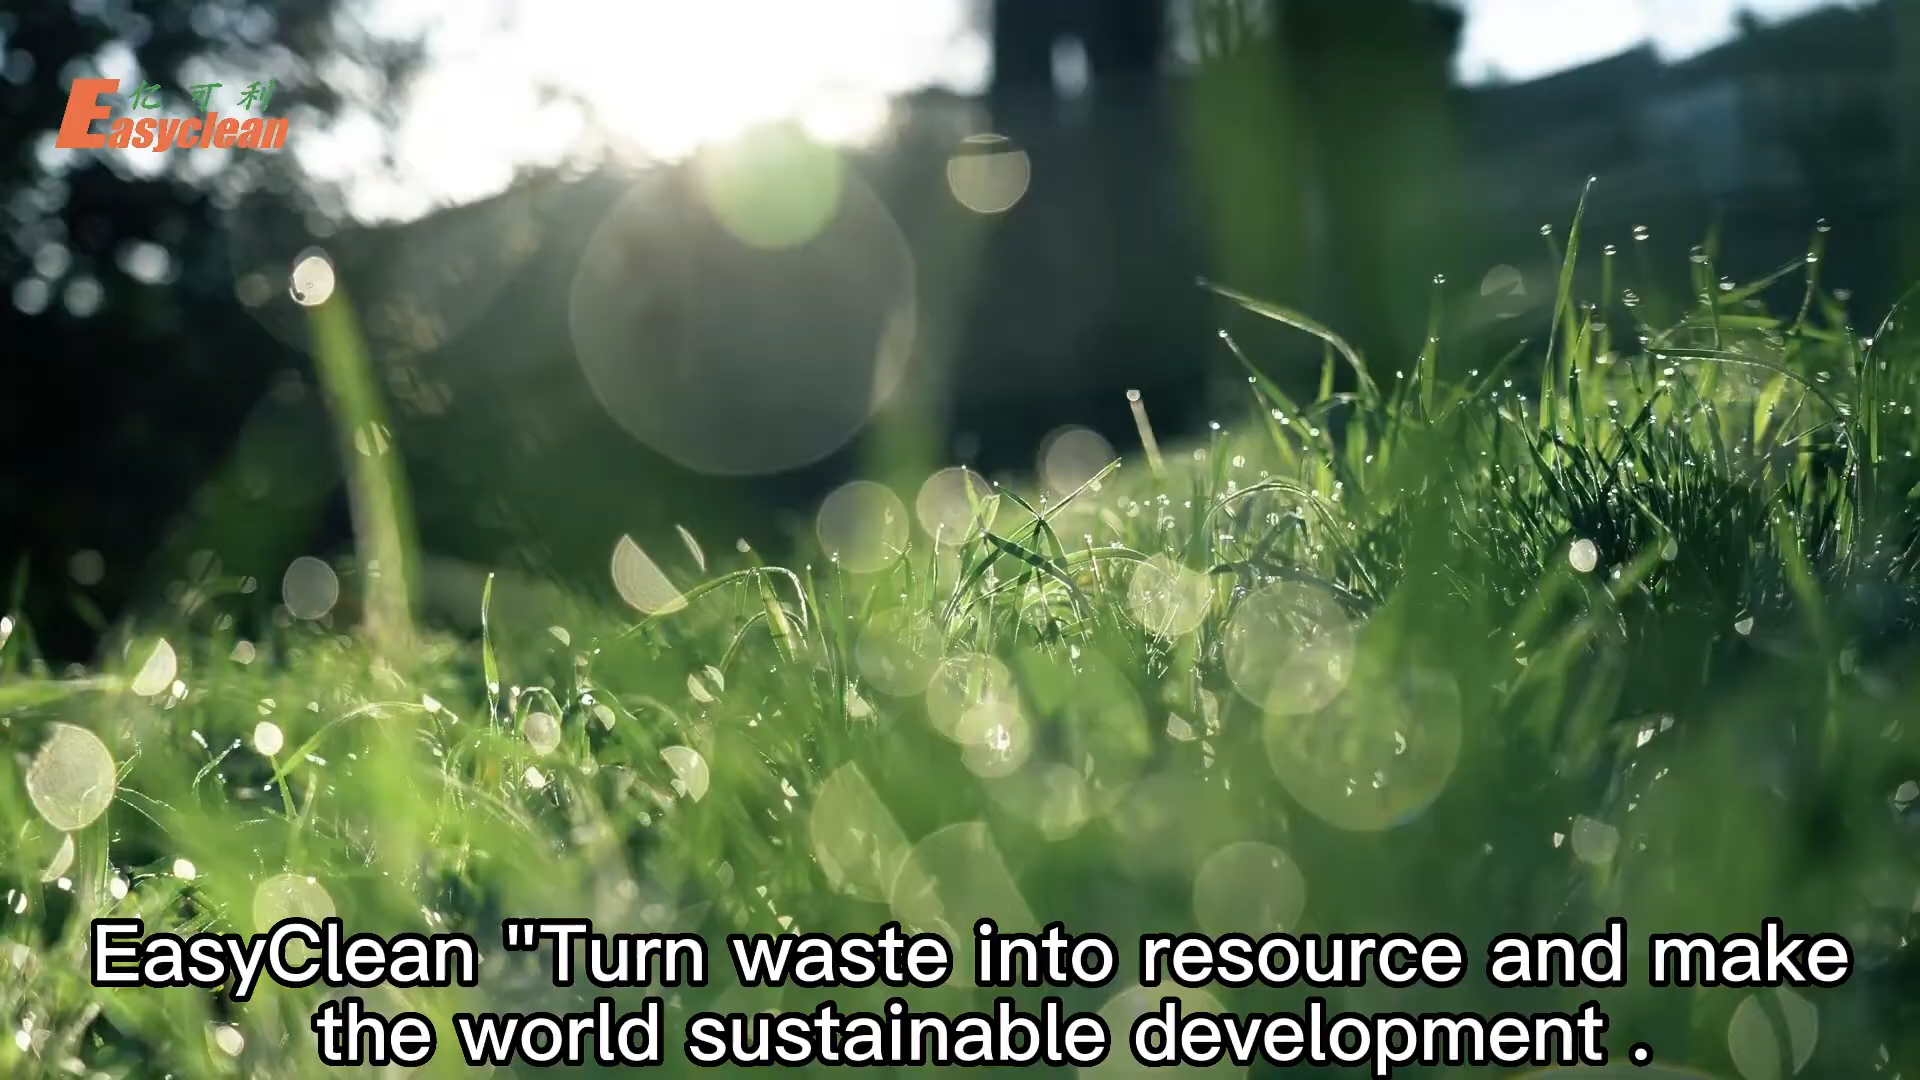 亿可利
Easyclean
EasyClean "Turn waste into resource and make
the world sustainable development .